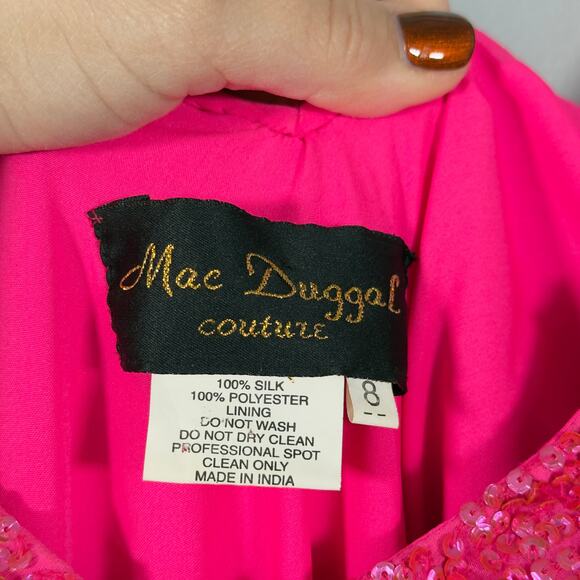 Mac Duggal
couture
8
100% SILK
100% POLYESTER
LINING
DO NOT WASH
DO NOT DRY CLEAN
PROFESSIONAL SPOT
CLEAN ONLY
MADE IN INDIA